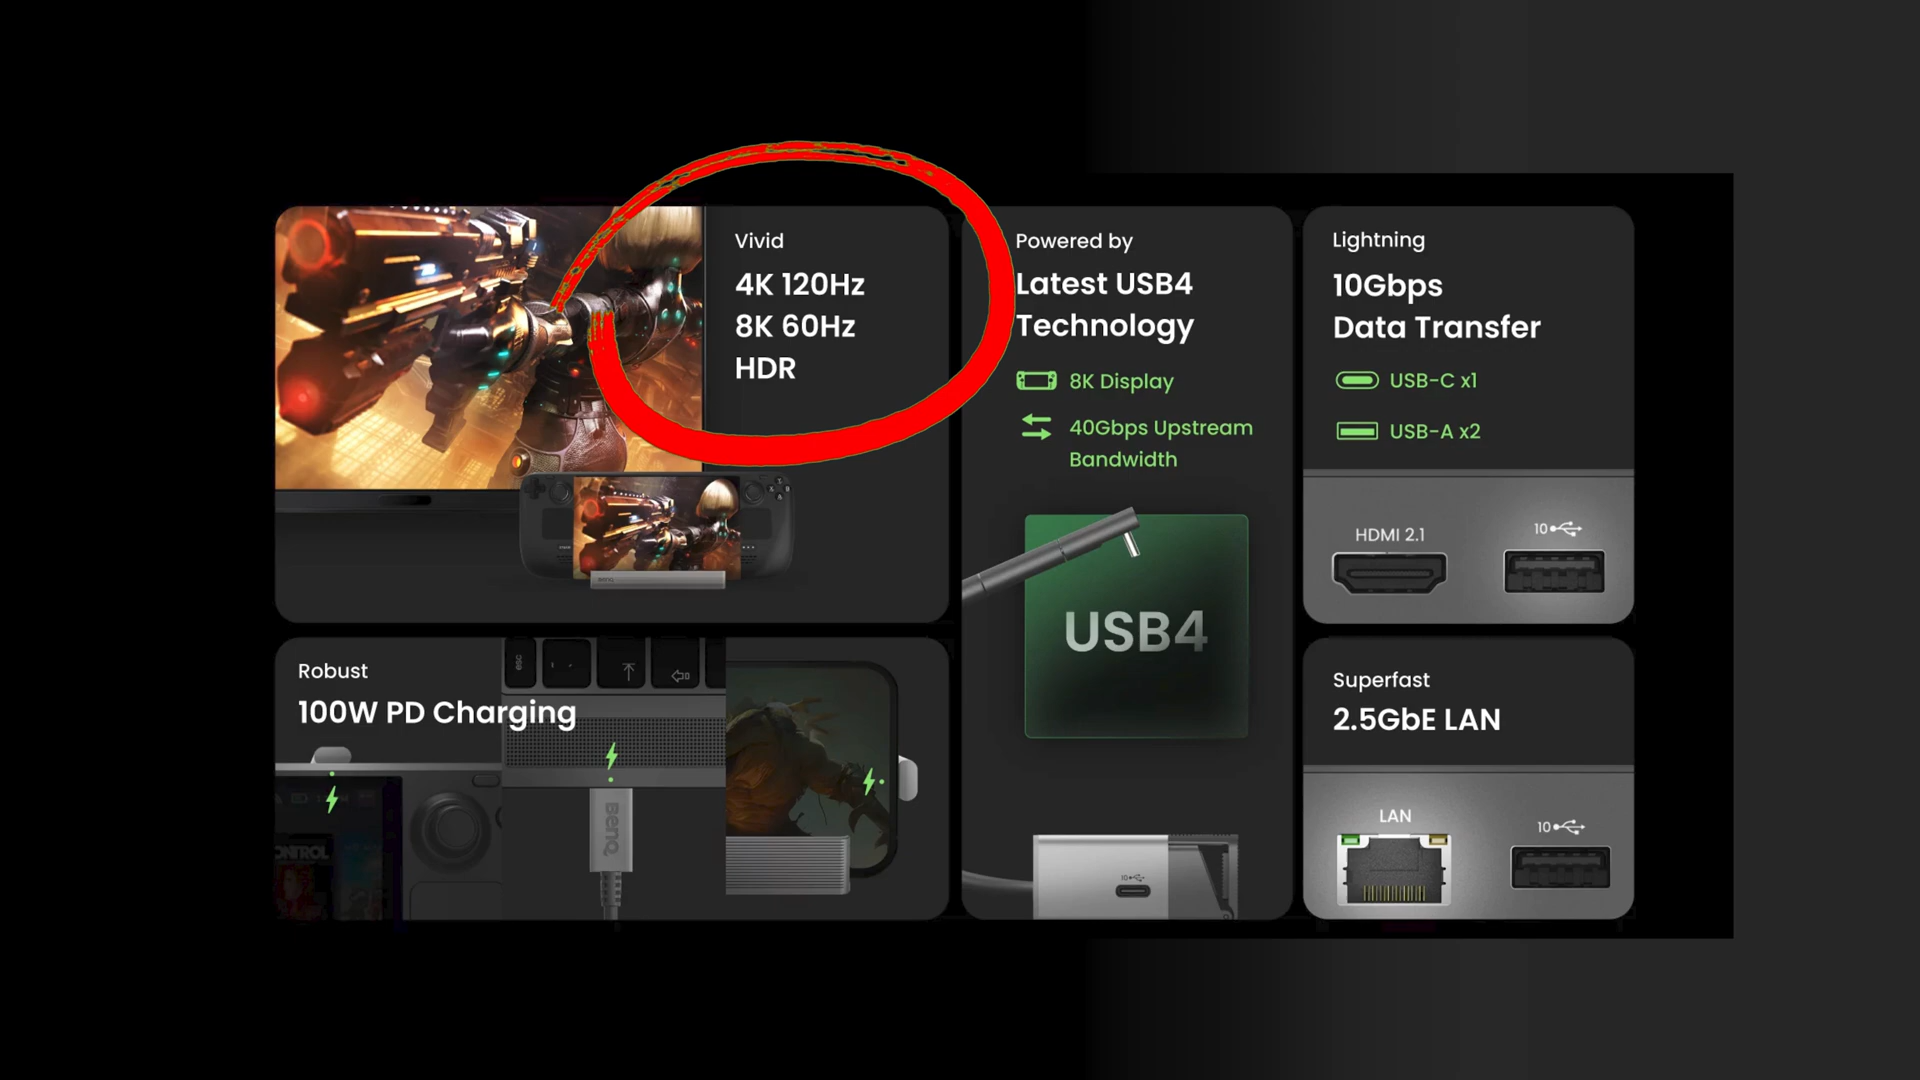 Vivid
4K 120Hz
8K 60Hz
HDR
Powered by
Latest USB4
Technology
8K Display
40Gbps Upstream
Bandwidth
USB4
10
Lightning
10Gbps
Data Transfer
USB-C x1
USB-A x2
HDMI 2.1
10
Robust
100W PD Charging
esc
BenQ
Superfast
2.5GbE LAN
LAN
10